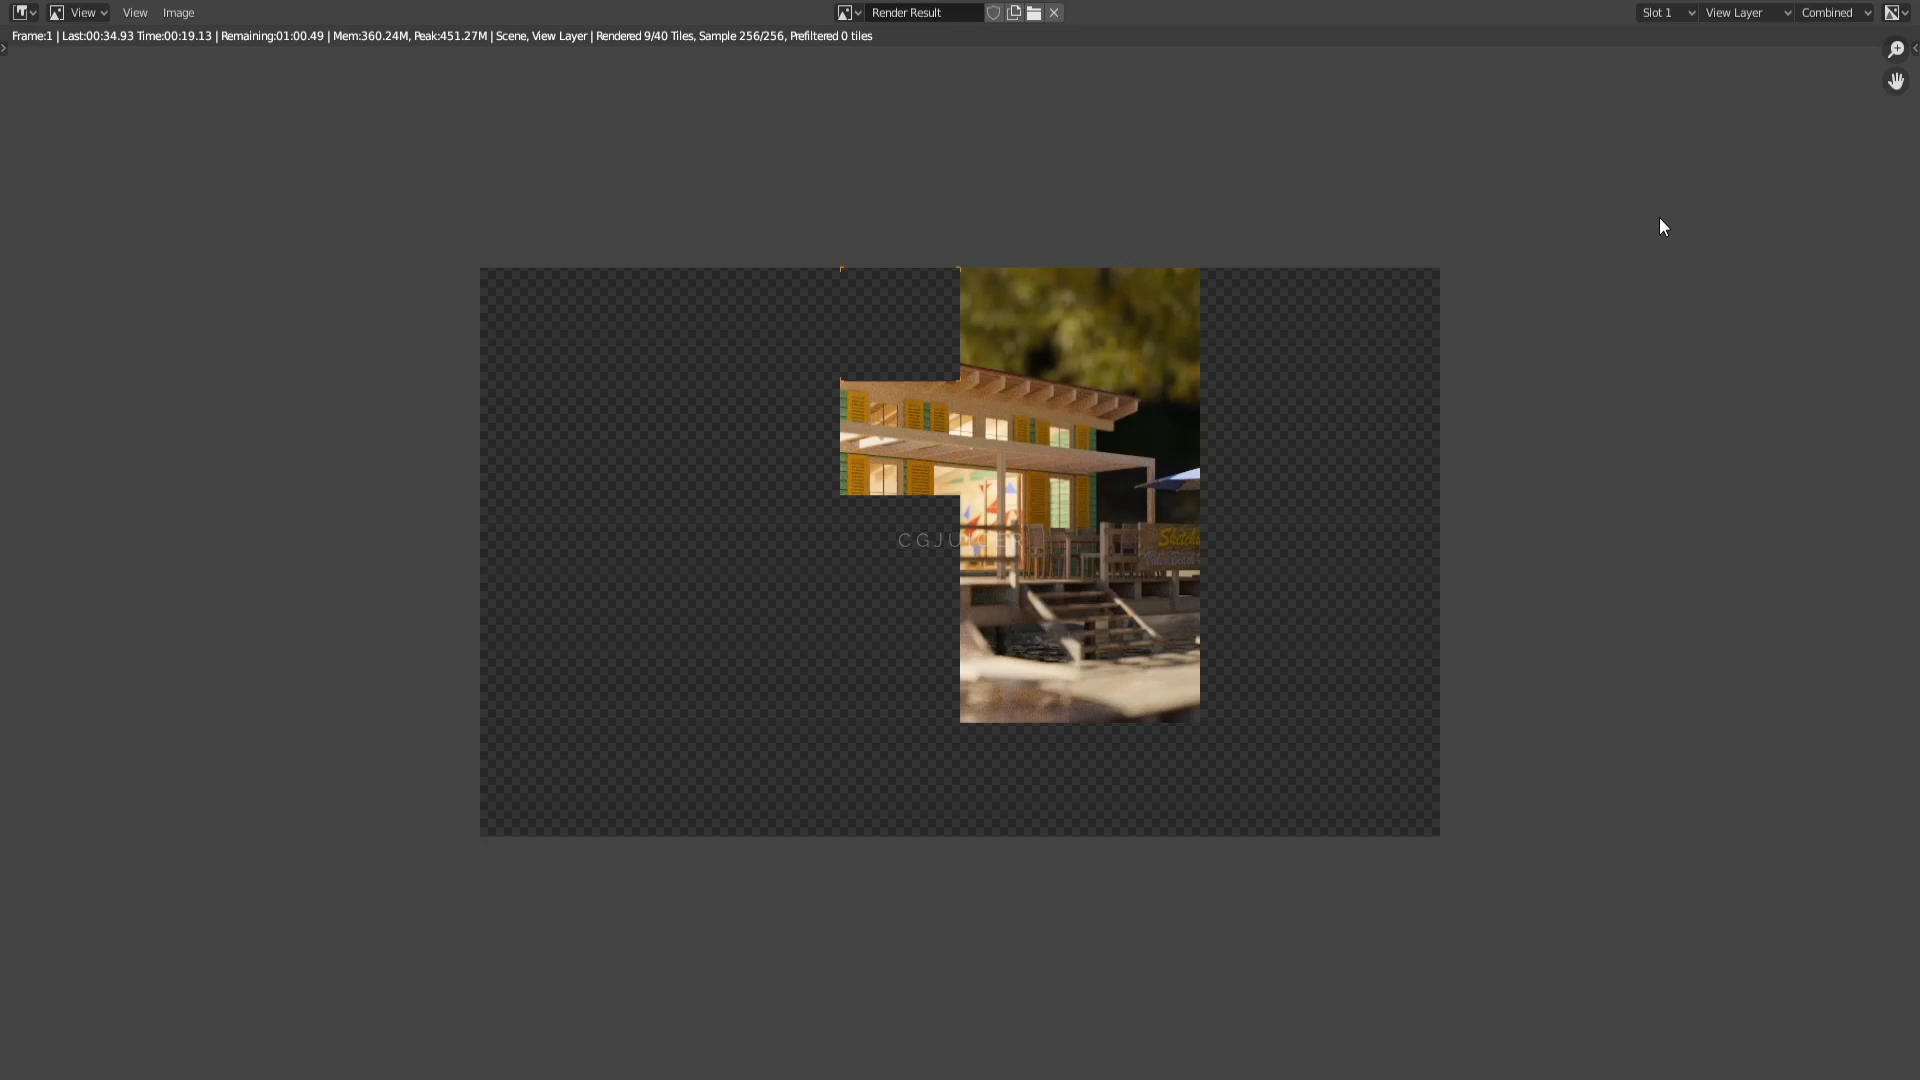 View View Image Render Result Slot 1 View Layer Combined
Frame:1 | Last:00:34.93 Time:00:19.13 | Remaining:01:00.49 | Mem:360.24M, Peak:451.27M | Scene, View Layer | Rendered 9/40 Tiles, Sample 256/256, Prefiltered 0 tiles